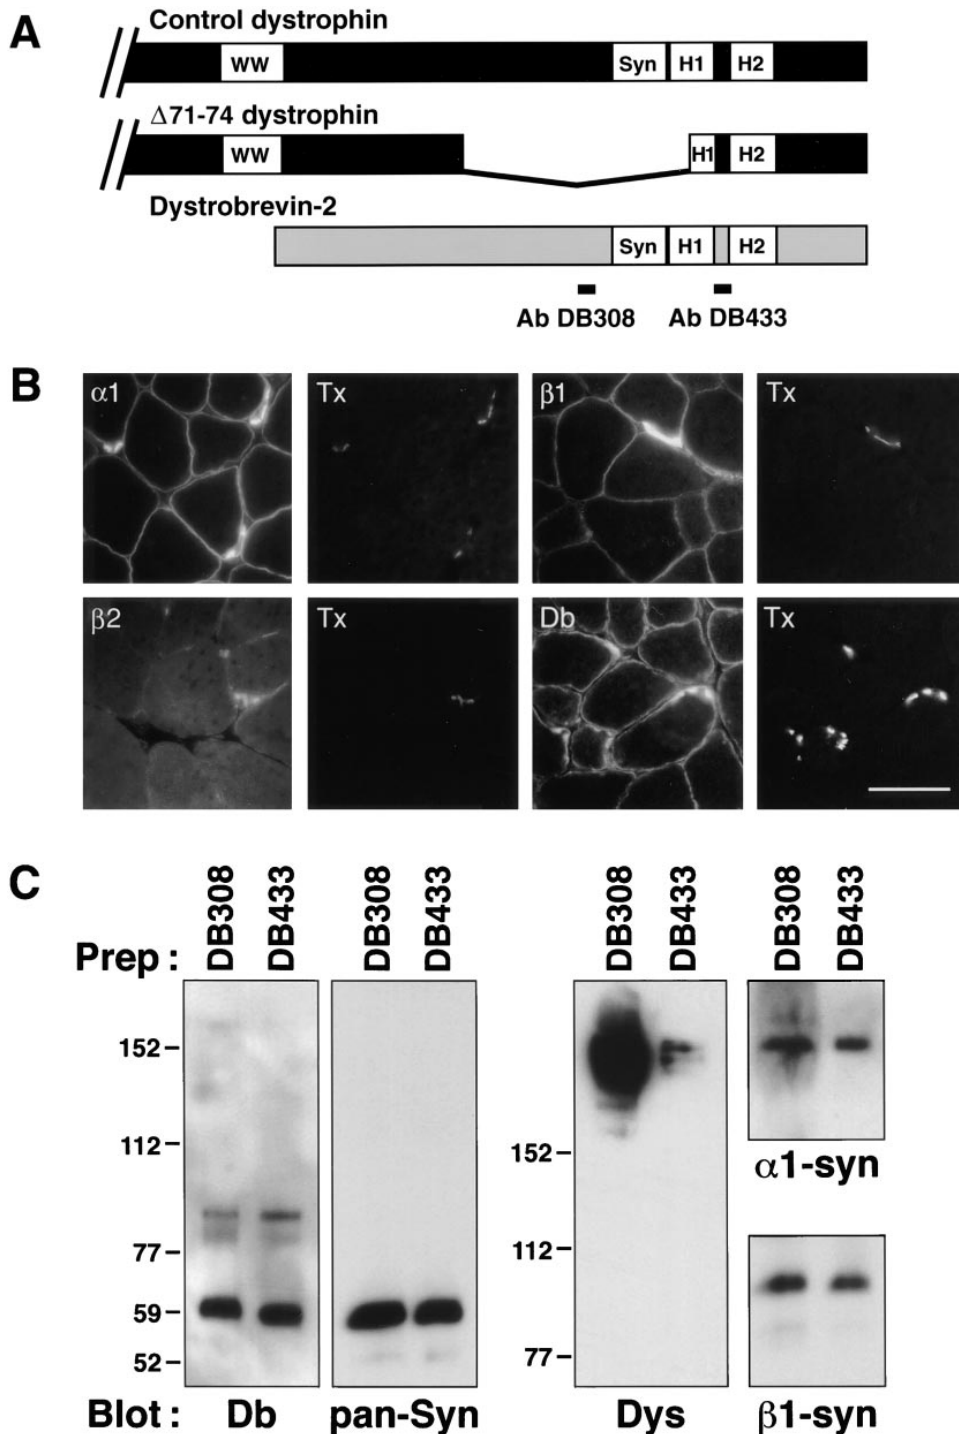 A
Control dystrophin
WW Syn H1 H2
Δ71-74 dystrophin
WW H1 H2
Dystrobrevin-2
Syn H1 H2
Ab DB308 Ab DB433
B
α1 Tx β1 Tx
β2 Tx Db Tx
C
Prep : DB308 DB433 DB308 DB433 DB308 DB433 DB308 DB433
152
112
77
59
52
152
112
77
α1-syn
Blot : Db pan-Syn Dys β1-syn